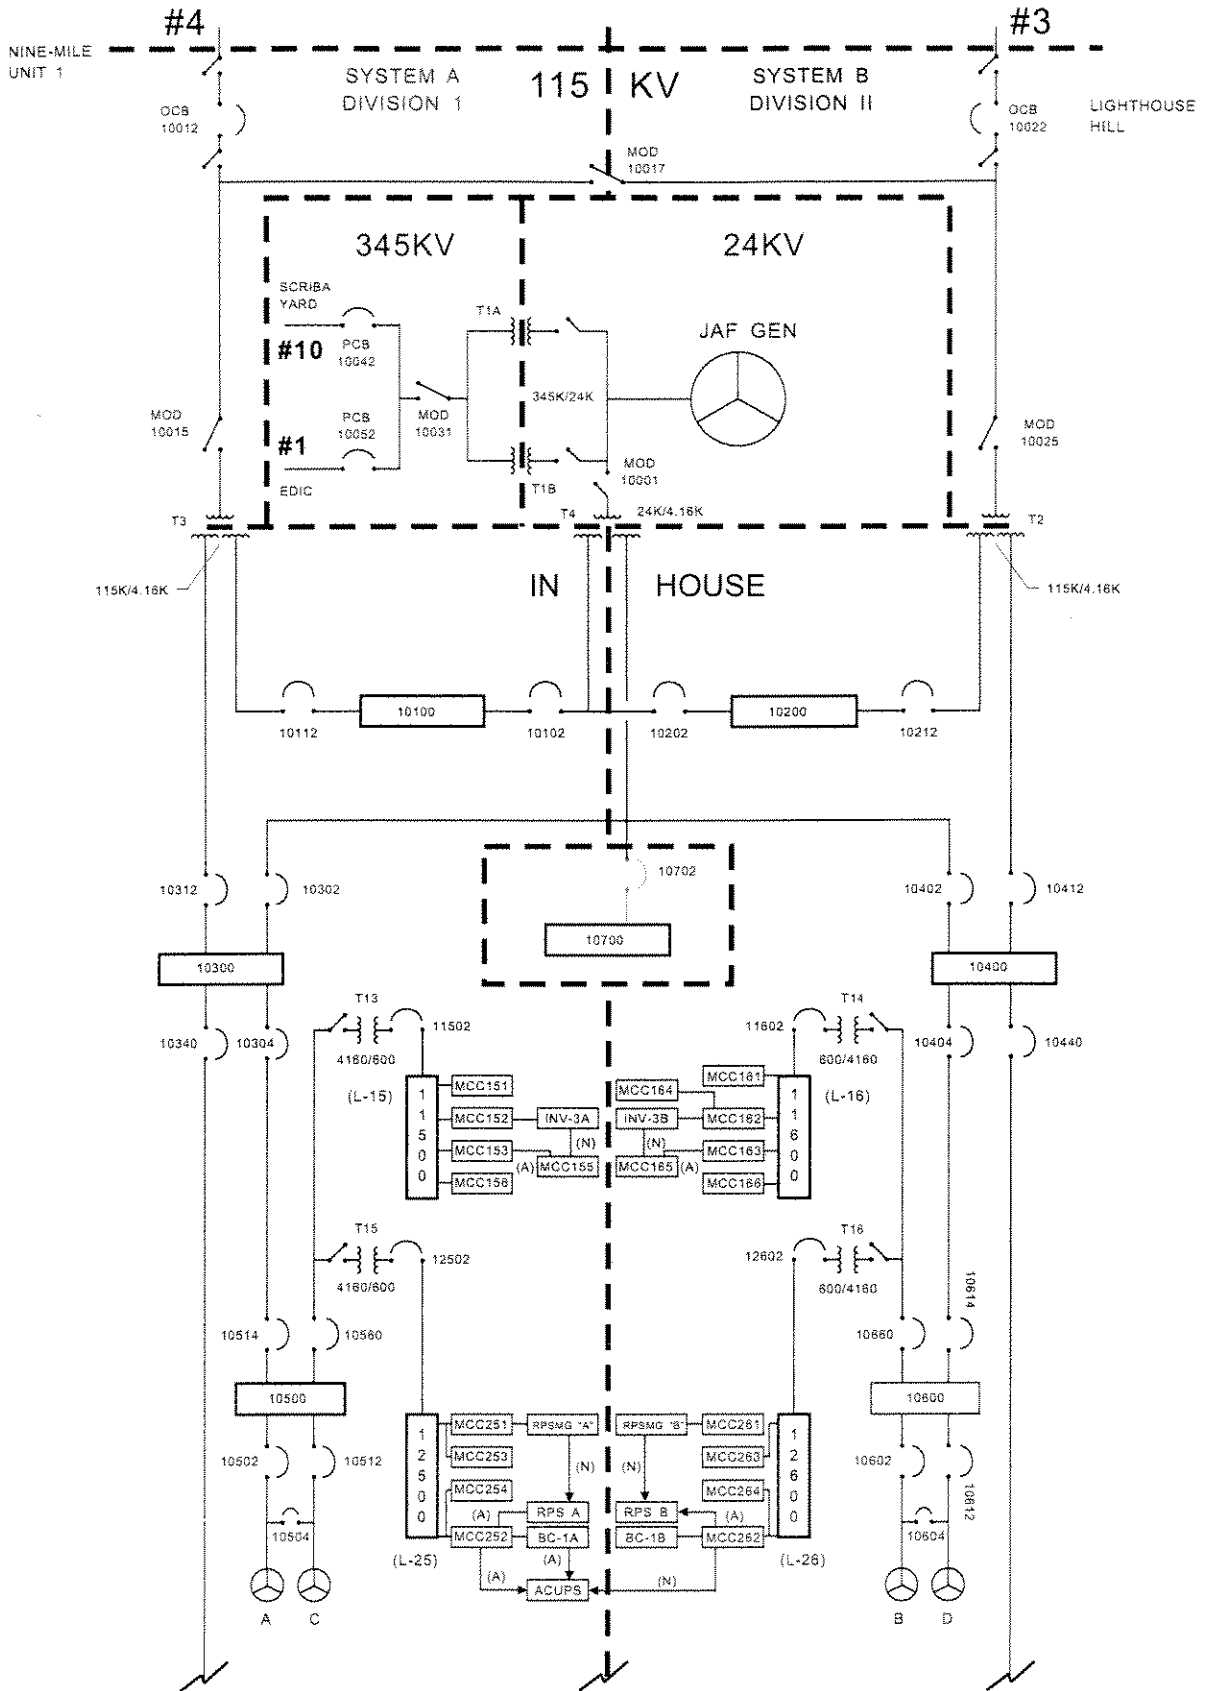 #4
#3
NINE-MILE
UNIT 1
SYSTEM A
DIVISION 1
115 KV
SYSTEM B
DIVISION II
OCB
10012
OCB
10022
LIGHTHOUSE
HILL
MOD
10017
345KV
24KV
SCRIBA
YARD
T1A
JAF GEN
#10
PCB
10042
345K/24K
MOD
10015
PCB
10052
MOD
10031
MOD
10025
#1
EDIC
T1B
MOD
10001
T3
T4
24K/4.16K
T2
115K/4.16K
IN HOUSE
115K/4.16K
10100
10200
10112
10102
10202
10212
10312
10302
10702
10402
10412
10700
10300
10400
T13
T14
10340
10304
11502
11602
10404
10440
4160/600
600/4160
(L-15)
11500
MCC151
MCC152
INV-3A
(N)
MCC153
(A)
MCC155
MCC156
MCC161
MCC164
INV-3B
MCC162
(N)
MCC163
MCC165
(A)
MCC166
11600
(L-16)
T15
T16
12502
12602
4160/600
600/4160
10614
10514
10560
10660
10500
10600
12500
MCC251
RPSMG "A"
RPSMG "B"
MCC261
12600
MCC253
MCC263
10502
10512
(N)
(N)
10602
10612
MCC254
MCC264
(A)
RPS A
RPS B
(A)
10504
MCC252
BC-1A
BC-1B
MCC262
10604
(L-25)
(A)
(L-26)
(A)
ACUPS
(N)
A
C
B
D